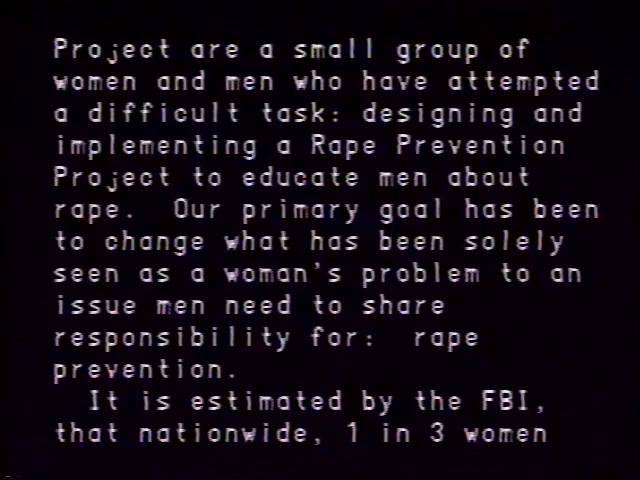 Project are a small group of
women and men who have attempted
a difficult task: designing and
implementing a Rape Prevention
Project to educate men about
rape.  Our primary goal has been
to change what has been solely
seen as a woman's problem to an
issue men need to share
responsibility for:  rape
prevention.
  It is estimated by the FBI,
that nationwide, 1 in 3 women